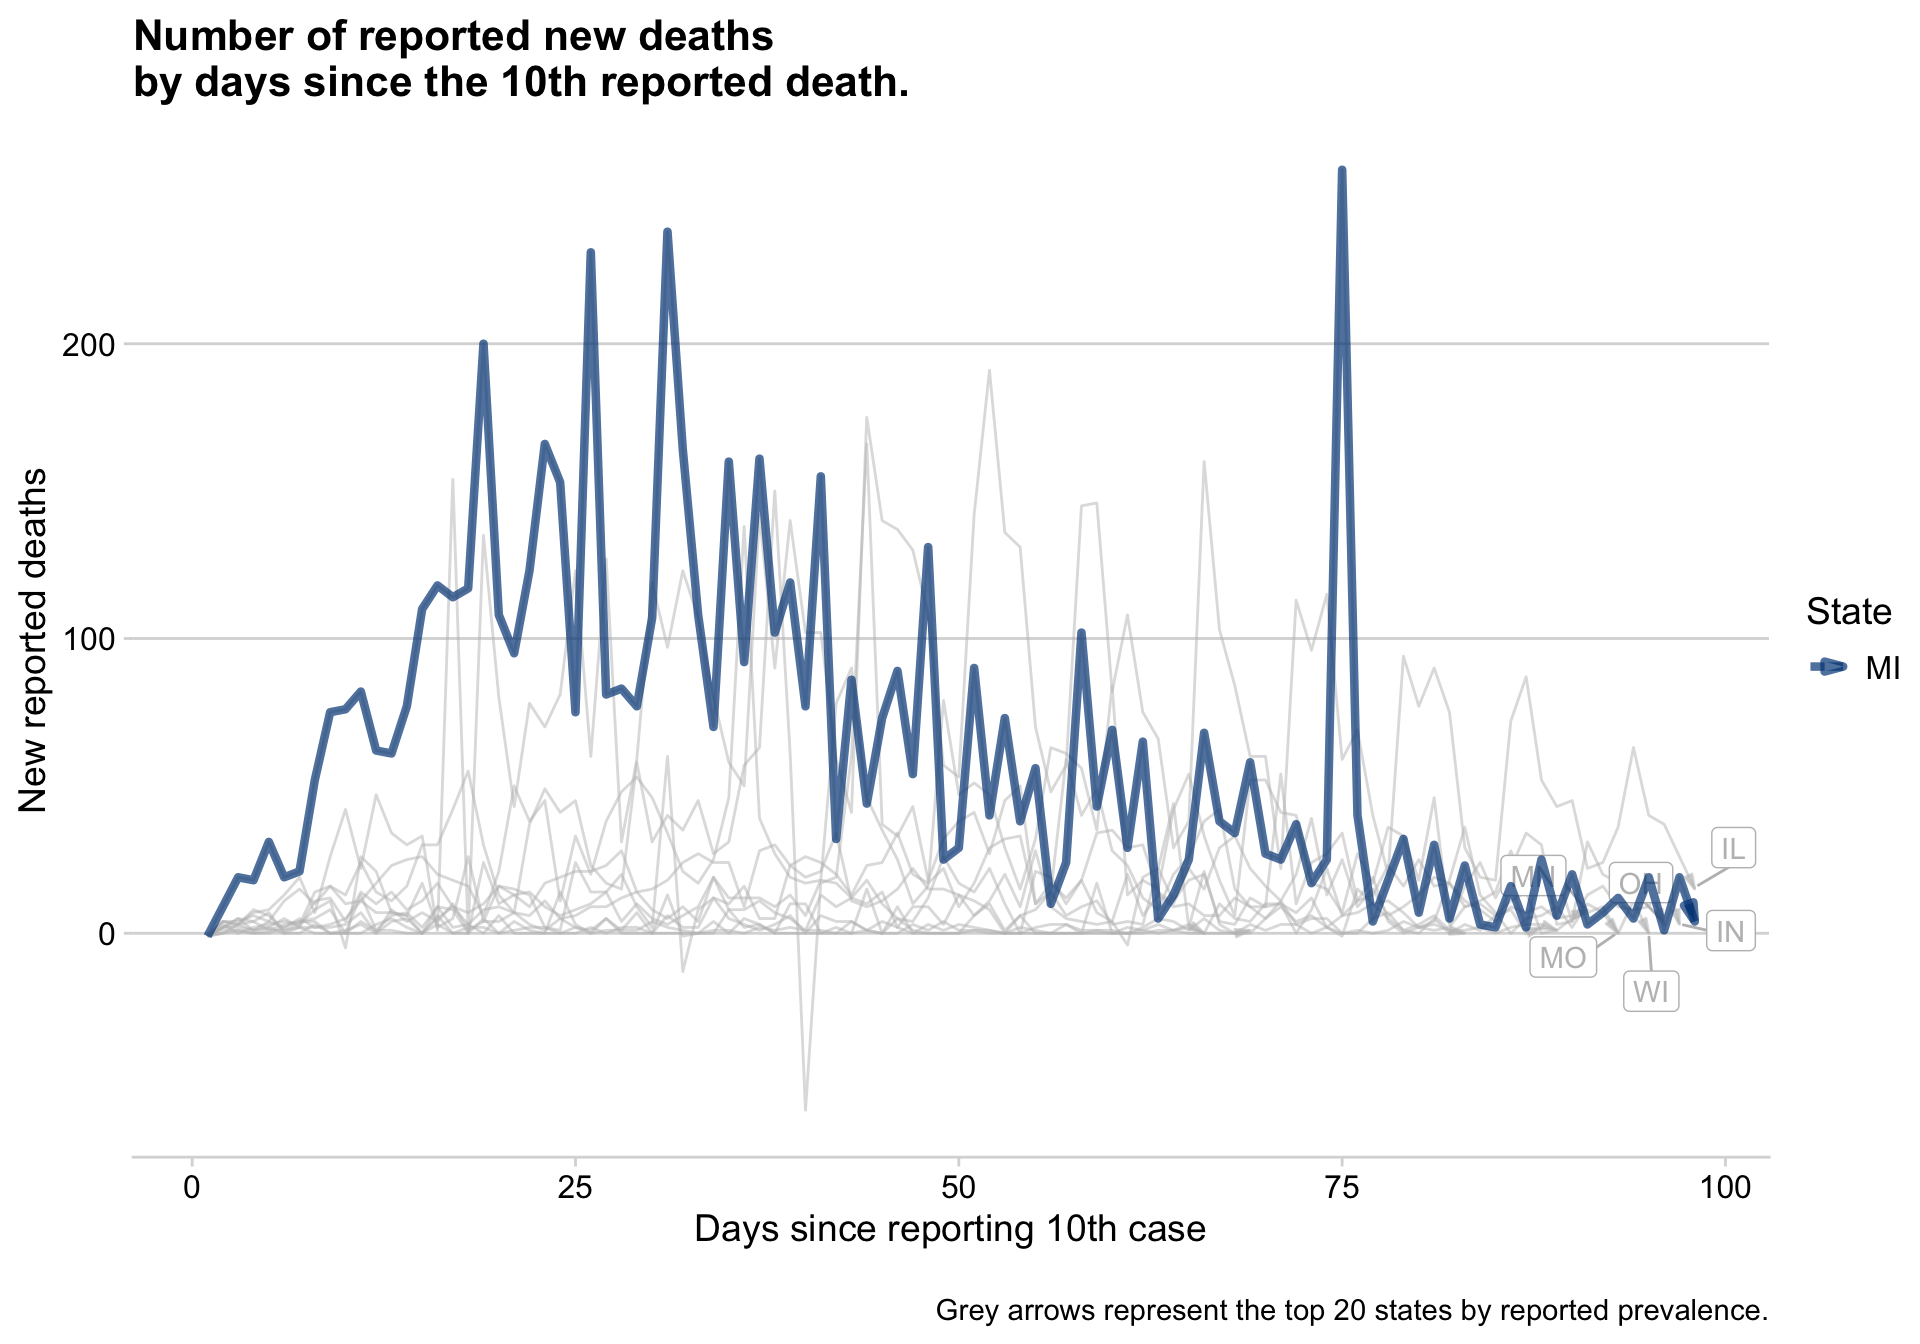 Number of reported new deaths
by days since the 10th reported death.
New reported deaths
200
100
0
0
25
50
75
100
Days since reporting 10th case
State
MI
IL
MN
OH
IN
MO
WI
Grey arrows represent the top 20 states by reported prevalence.